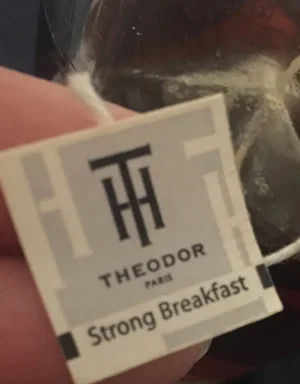 TH
THEODOR
PARIS
Strong Breakfast